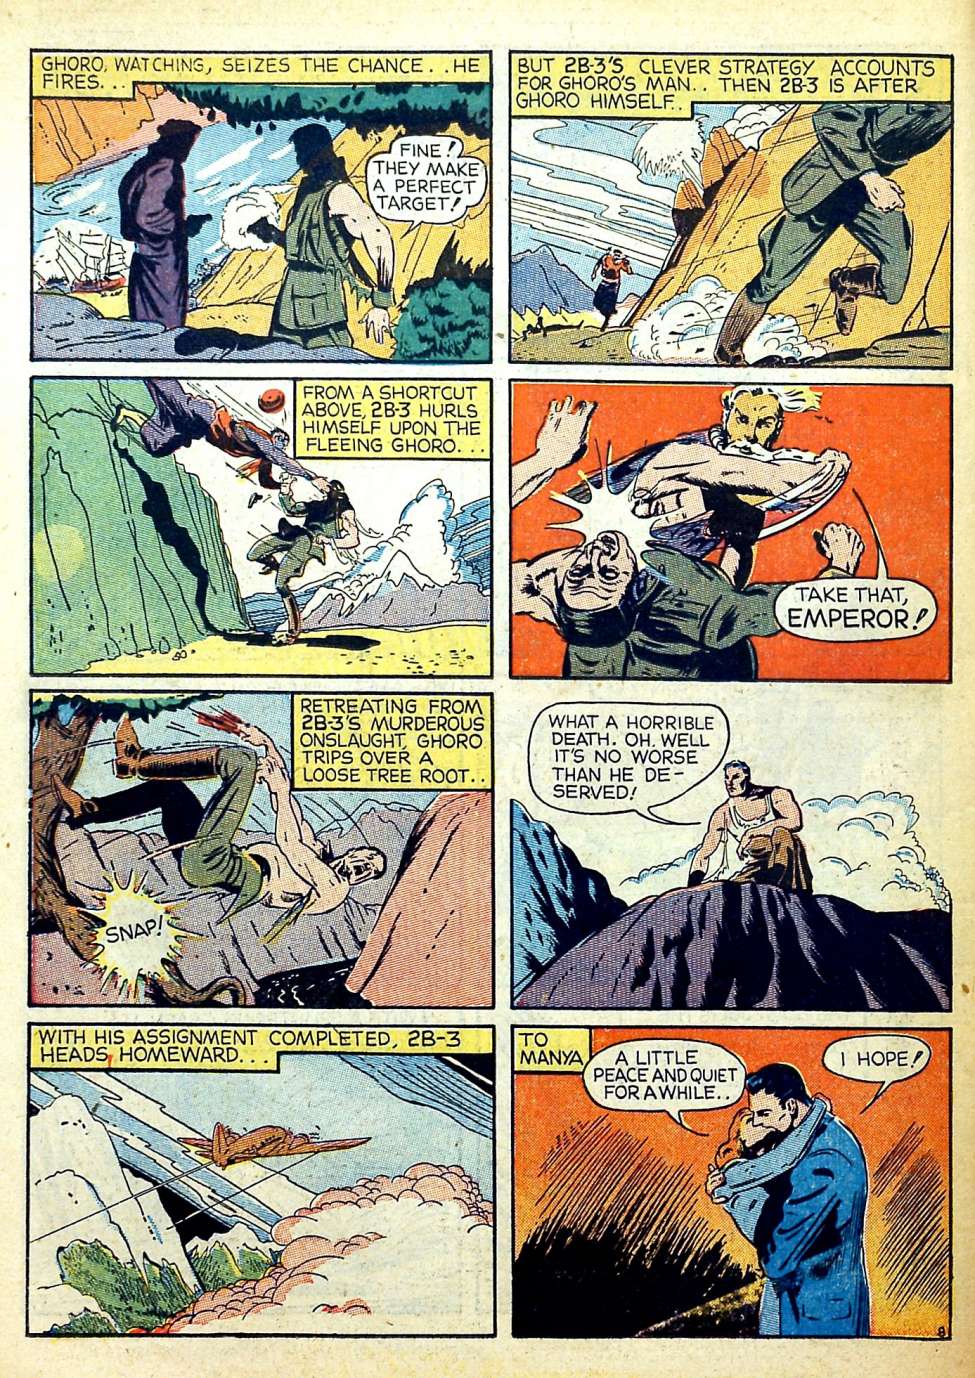 GHORO, WATCHING, SEIZES THE CHANCE.. HE
FIRES...
FINE!
THEY MAKE
A PERFECT
TARGET!
BUT 2B-3'S CLEVER STRATEGY ACCOUNTS
FOR GHORO'S MAN.. THEN 2B-3 IS AFTER
GHORO HIMSELF..
FROM A SHORTCUT
ABOVE, 2B-3 HURLS
HIMSELF UPON THE
FLEEING GHORO...
TAKE THAT,
EMPEROR!
RETREATING FROM
2B-3'S MURDEROUS
ONSLAUGHT, GHORO
TRIPS OVER A
LOOSE TREE ROOT..
SNAP!
WHAT A HORRIBLE
DEATH. OH, WELL
IT'S NO WORSE
THAN HE DE-
SERVED!
WITH HIS ASSIGNMENT COMPLETED, 2B-3
HEADS HOMEWARD...
TO
MANYA
A LITTLE
PEACE AND QUIET
FOR AWHILE..
I HOPE!
8